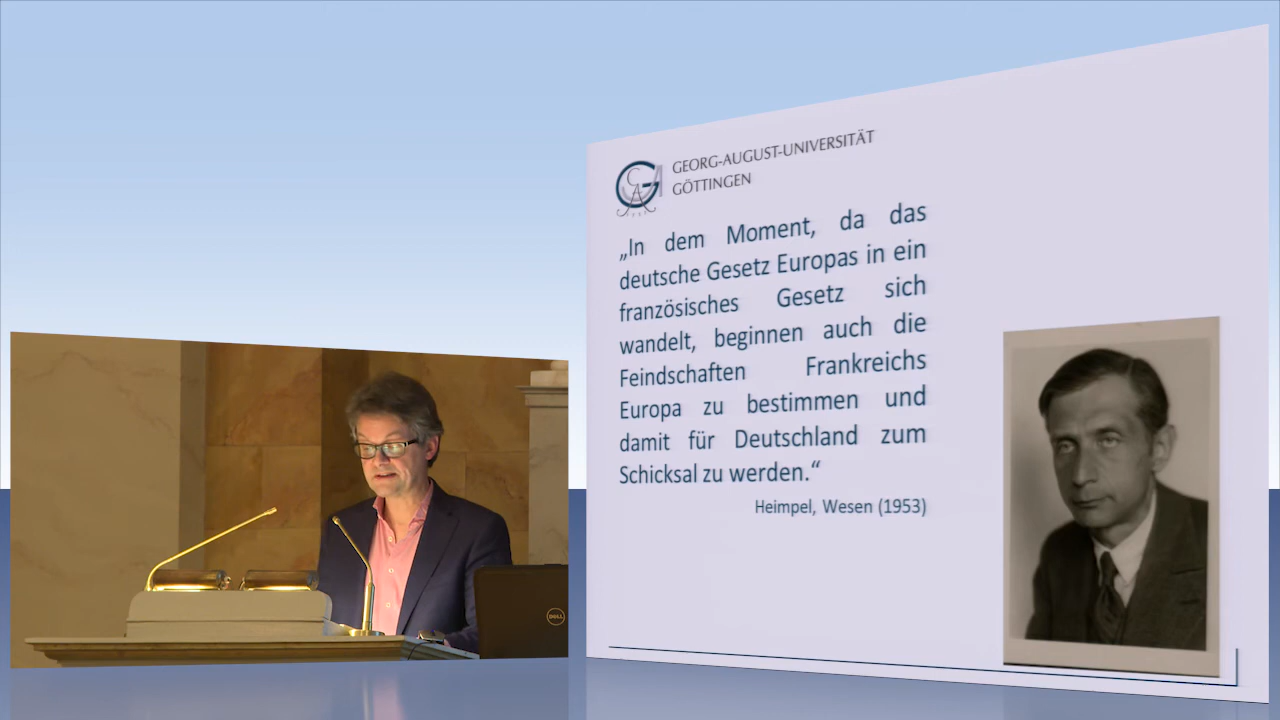 GEORG-AUGUST-UNIVERSITÄT
GÖTTINGEN
„In dem Moment, da das
deutsche Gesetz Europas in ein
französisches Gesetz sich
wandelt, beginnen auch die
Feindschaften Frankreichs
Europa zu bestimmen und
damit für Deutschland zum
Schicksal zu werden.“
Heimpel, Wesen (1953)
DELL